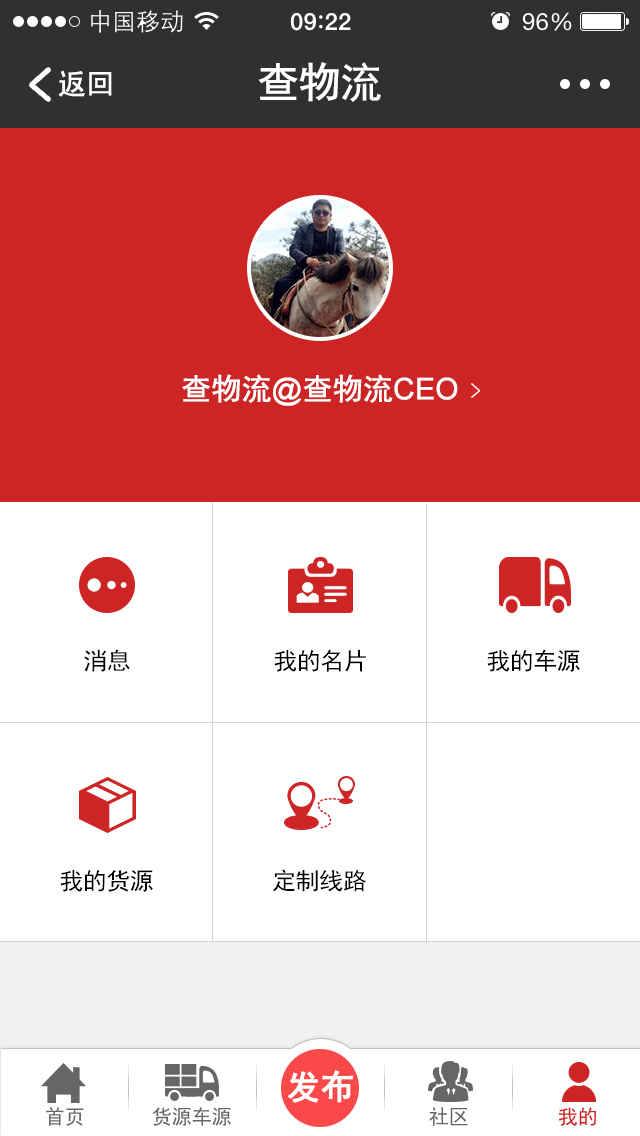 中国移动 09:22 96%
返回 查物流
查物流@查物流CEO
消息 我的名片 我的车源
我的货源 定制线路
首页 货源车源 发布 社区 我的